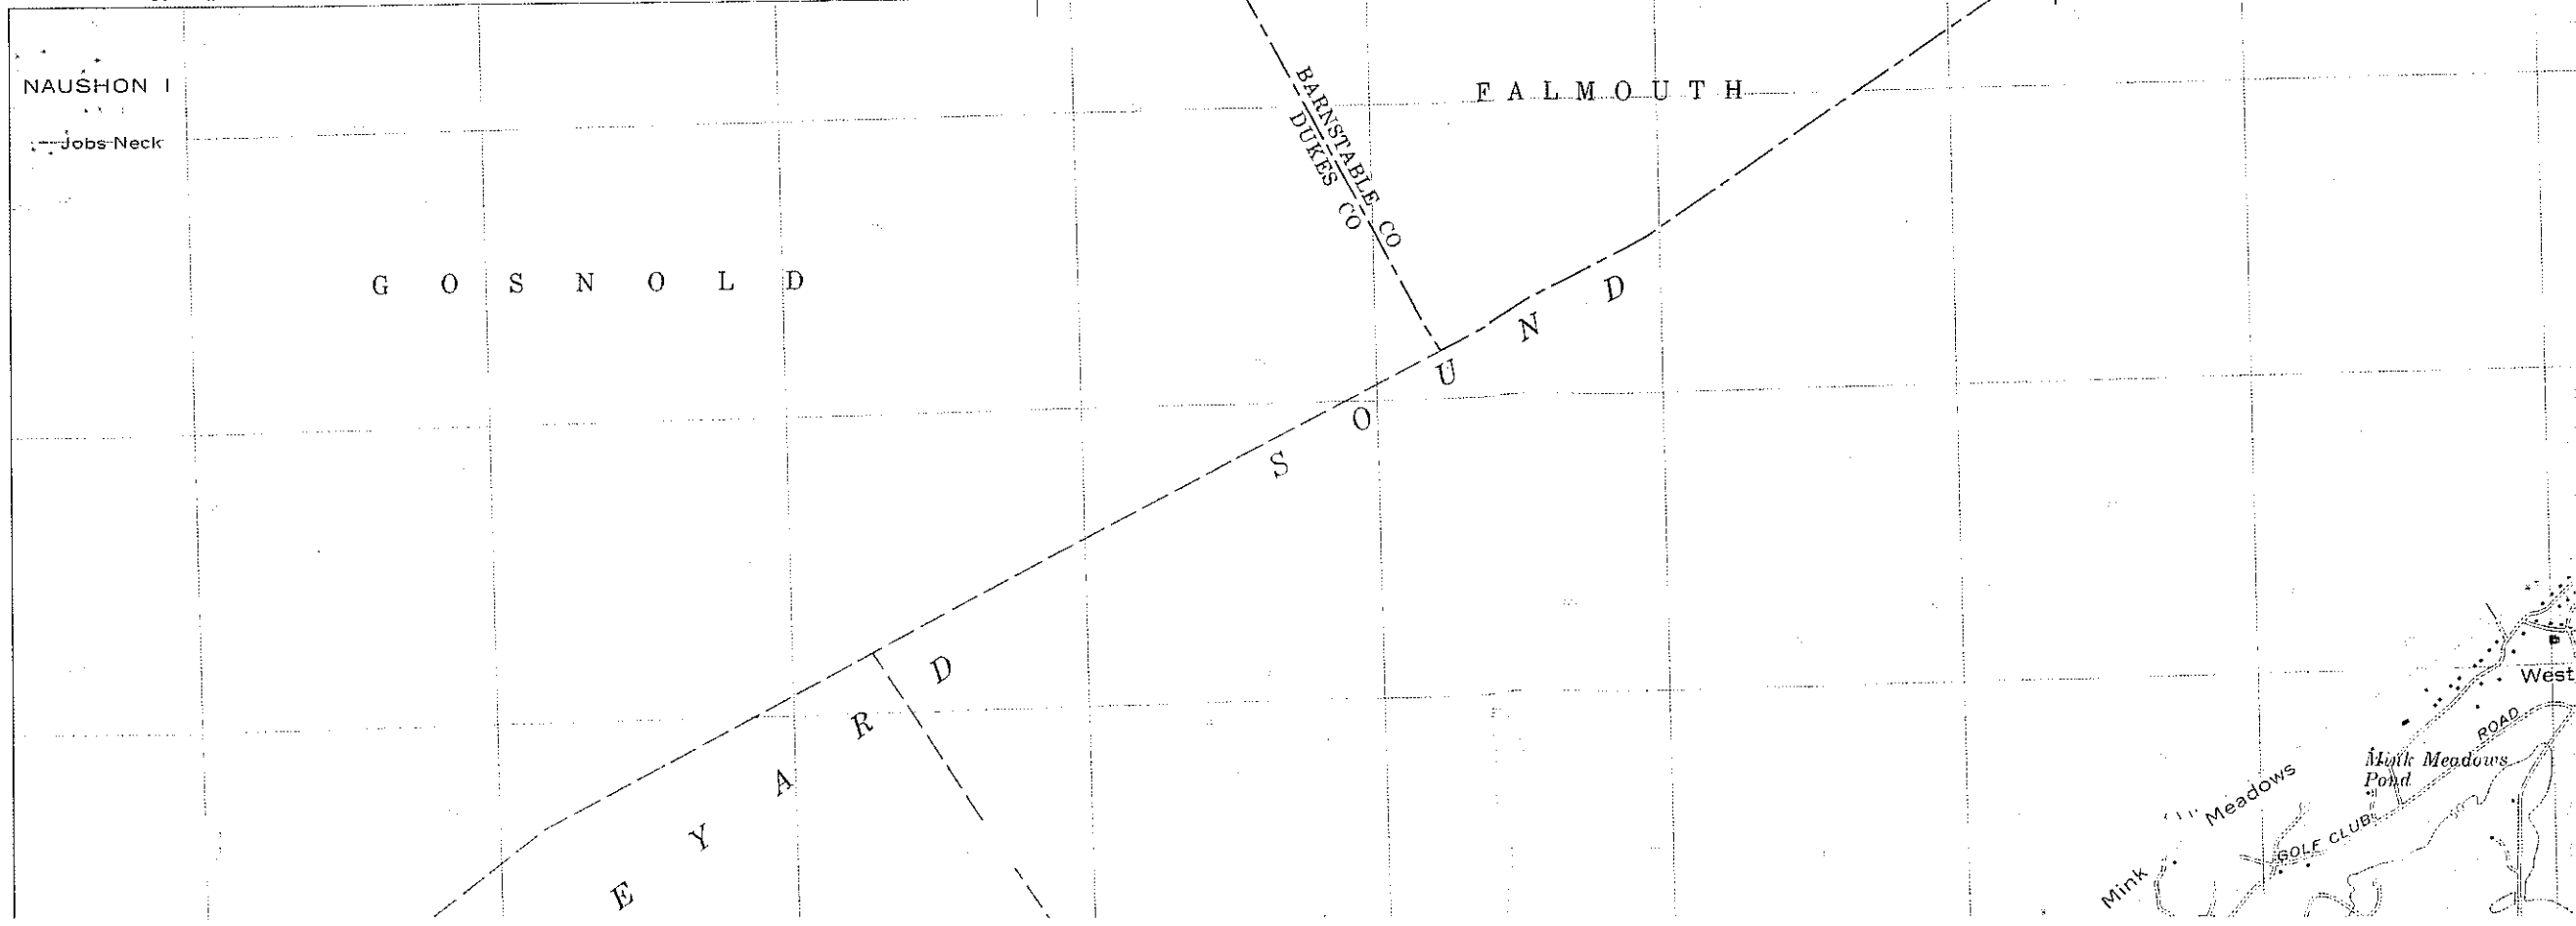 NAUSHON I
Jobs Neck
FALMOUTH
BARNSTABLE CO
DUKES CO
GOSNOLD
EYARD SOUND
West
ROAD
Mink Meadows
Pond
Mink Meadows
GOLF CLUB